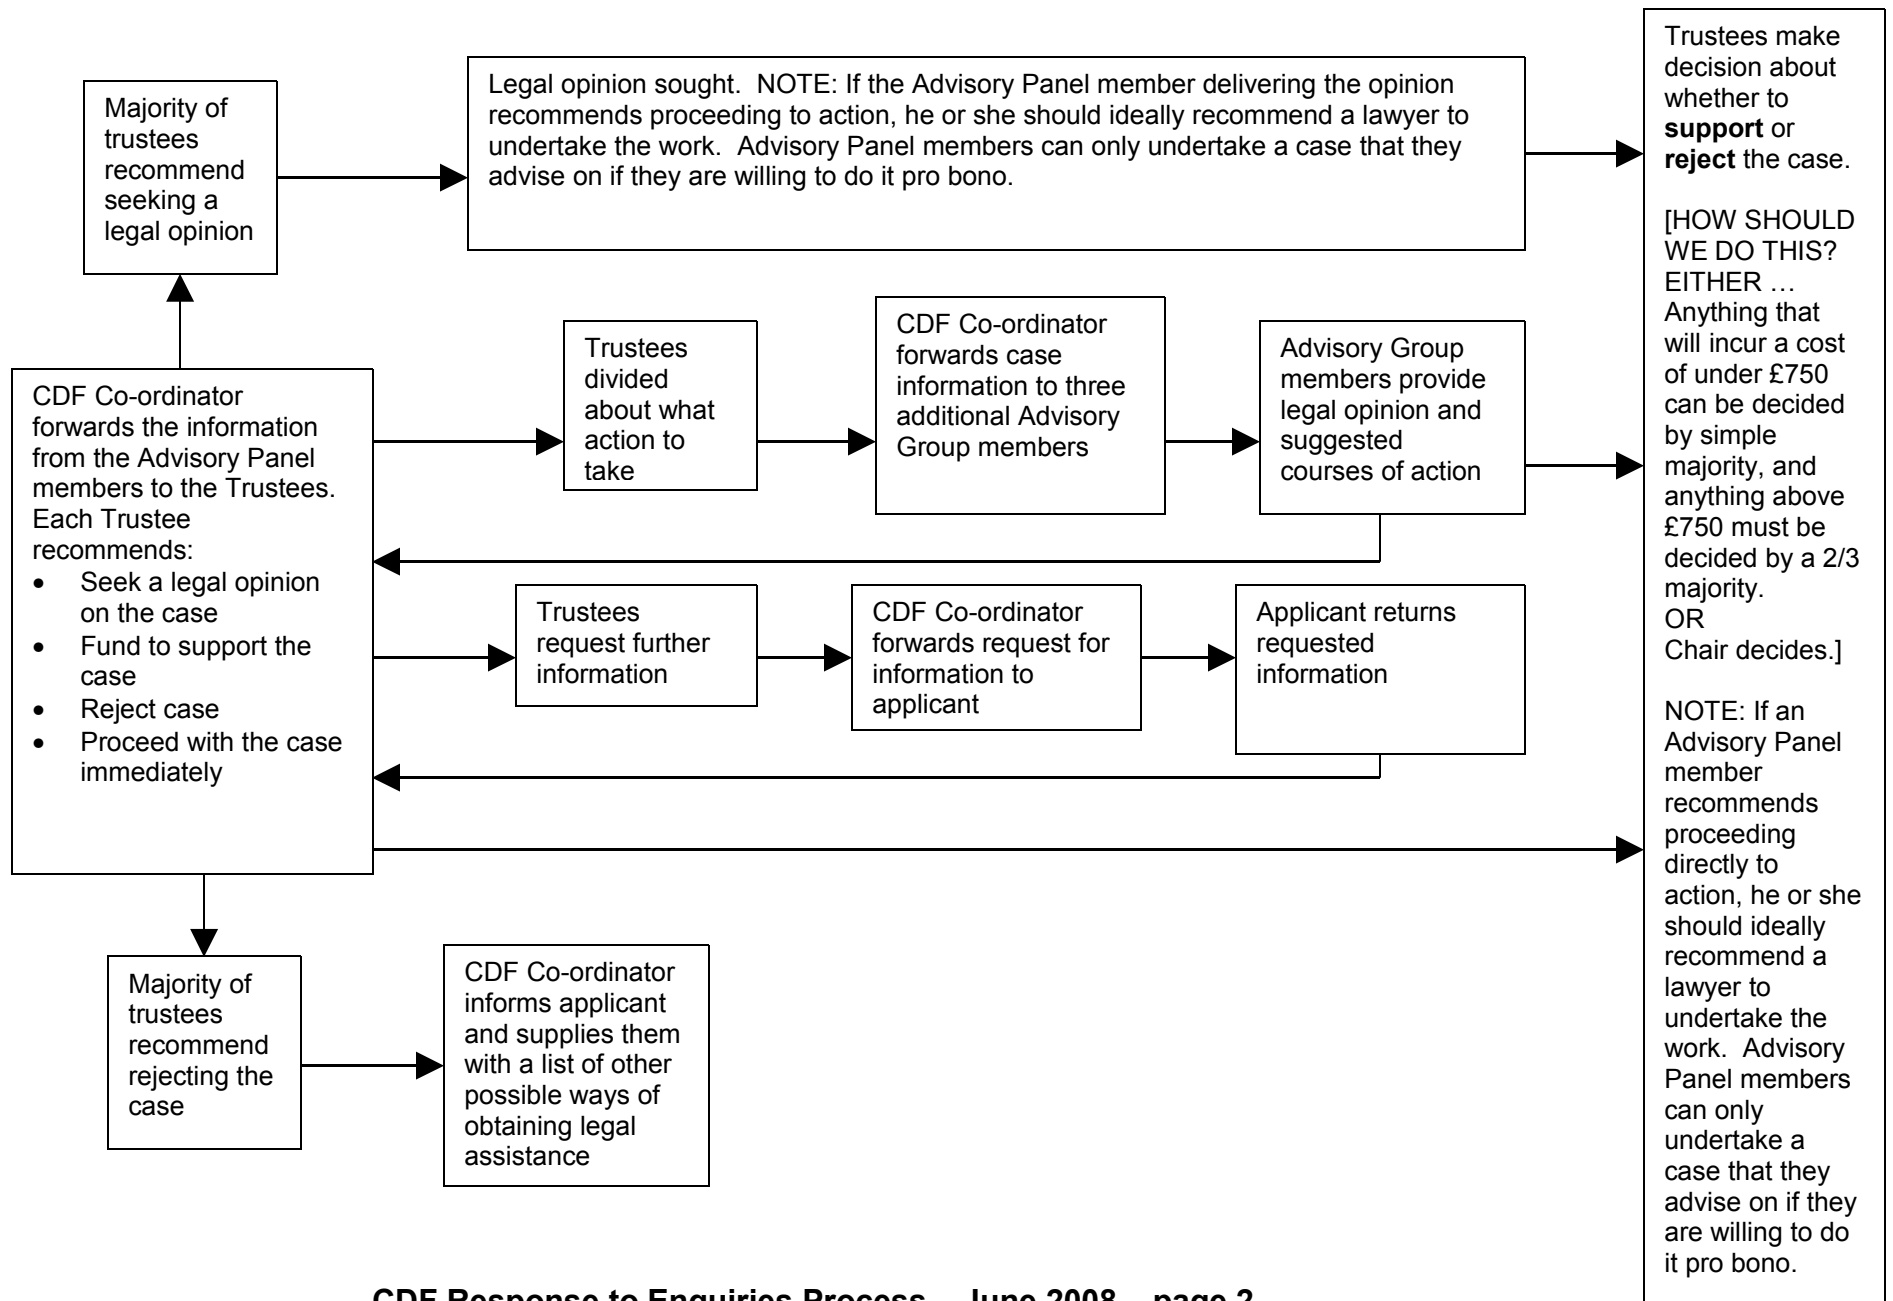 Majority of
trustees
recommend
seeking a
legal opinion
Legal opinion sought.  NOTE: If the Advisory Panel member delivering the opinion
recommends proceeding to action, he or she should ideally recommend a lawyer to
undertake the work.  Advisory Panel members can only undertake a case that they
advise on if they are willing to do it pro bono.
CDF Co-ordinator
forwards the information
from the Advisory Panel
members to the Trustees.
Each Trustee
recommends:
• Seek a legal opinion
on the case
• Fund to support the
case
• Reject case
• Proceed with the case
immediately
Trustees
divided
about what
action to
take
CDF Co-ordinator
forwards case
information to three
additional Advisory
Group members
Advisory Group
members provide
legal opinion and
suggested
courses of action
Trustees
request further
information
CDF Co-ordinator
forwards request for
information to
applicant
Applicant returns
requested
information
Majority of
trustees
recommend
rejecting the
case
CDF Co-ordinator
informs applicant
and supplies them
with a list of other
possible ways of
obtaining legal
assistance
Trustees make
decision about
whether to
support or
reject the case.
[HOW SHOULD
WE DO THIS?
EITHER …
Anything that
will incur a cost
of under £750
can be decided
by simple
majority, and
anything above
£750 must be
decided by a 2/3
majority.
OR
Chair decides.]
NOTE: If an
Advisory Panel
member
recommends
proceeding
directly to
action, he or she
should ideally
recommend a
lawyer to
undertake the
work.  Advisory
Panel members
can only
undertake a
case that they
advise on if they
are willing to do
it pro bono.
CDF Response to Enquiries Process – June 2008 – page 2